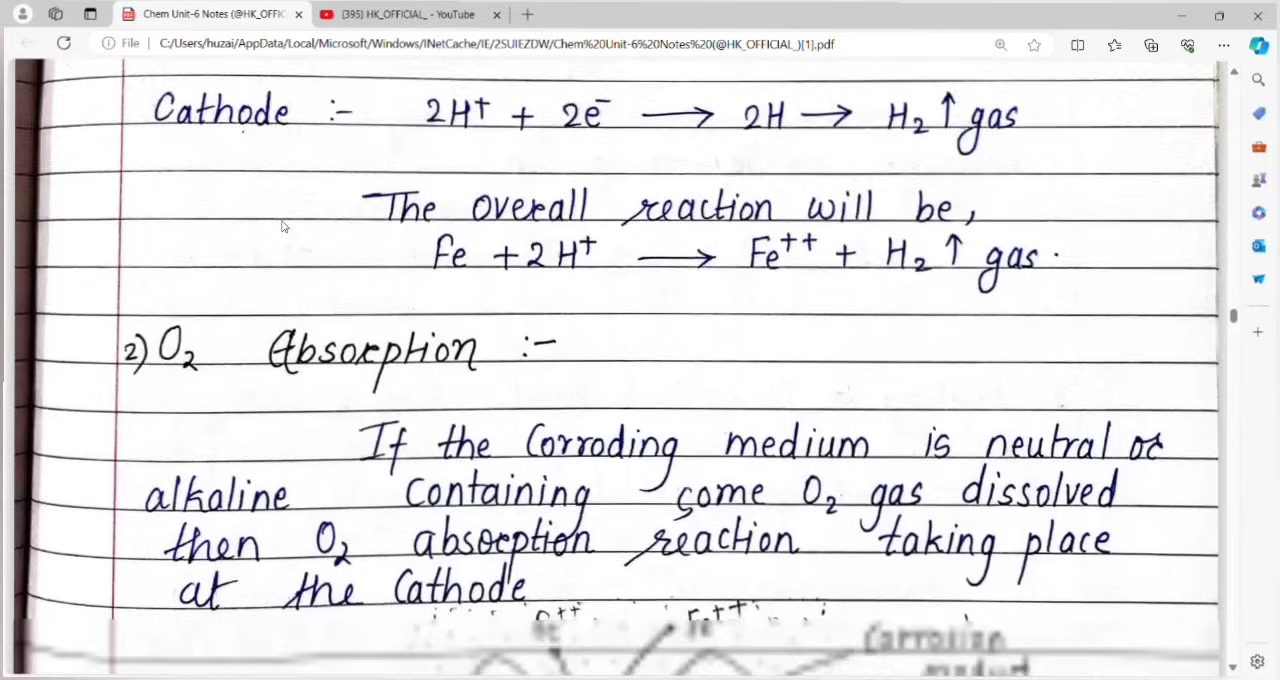 Chem Unit-6 Notes (@HK_OFFIC
(395) HK_OFFICIAL_ - YouTube
File | C:/Users/huzai/AppData/Local/Microsoft/Windows/INetCache/IE/2SUIEZDW/Chem%20Unit-6%20Notes%20(@HK_OFFICIAL_)[1].pdf
Cathode :- 2H+ + 2e⁻ ⟶ 2H ⟶ H₂ ↑ gas
The overall reaction will be,
Fe + 2H+ ⟶ Fe++ + H₂ ↑ gas.
2) O₂ Absorption :-
If the Corroding medium is neutral or
alkaline containing some O₂ gas dissolved
then O₂ absorption reaction taking place
at the Cathode
Fe++
Corrosion
medium